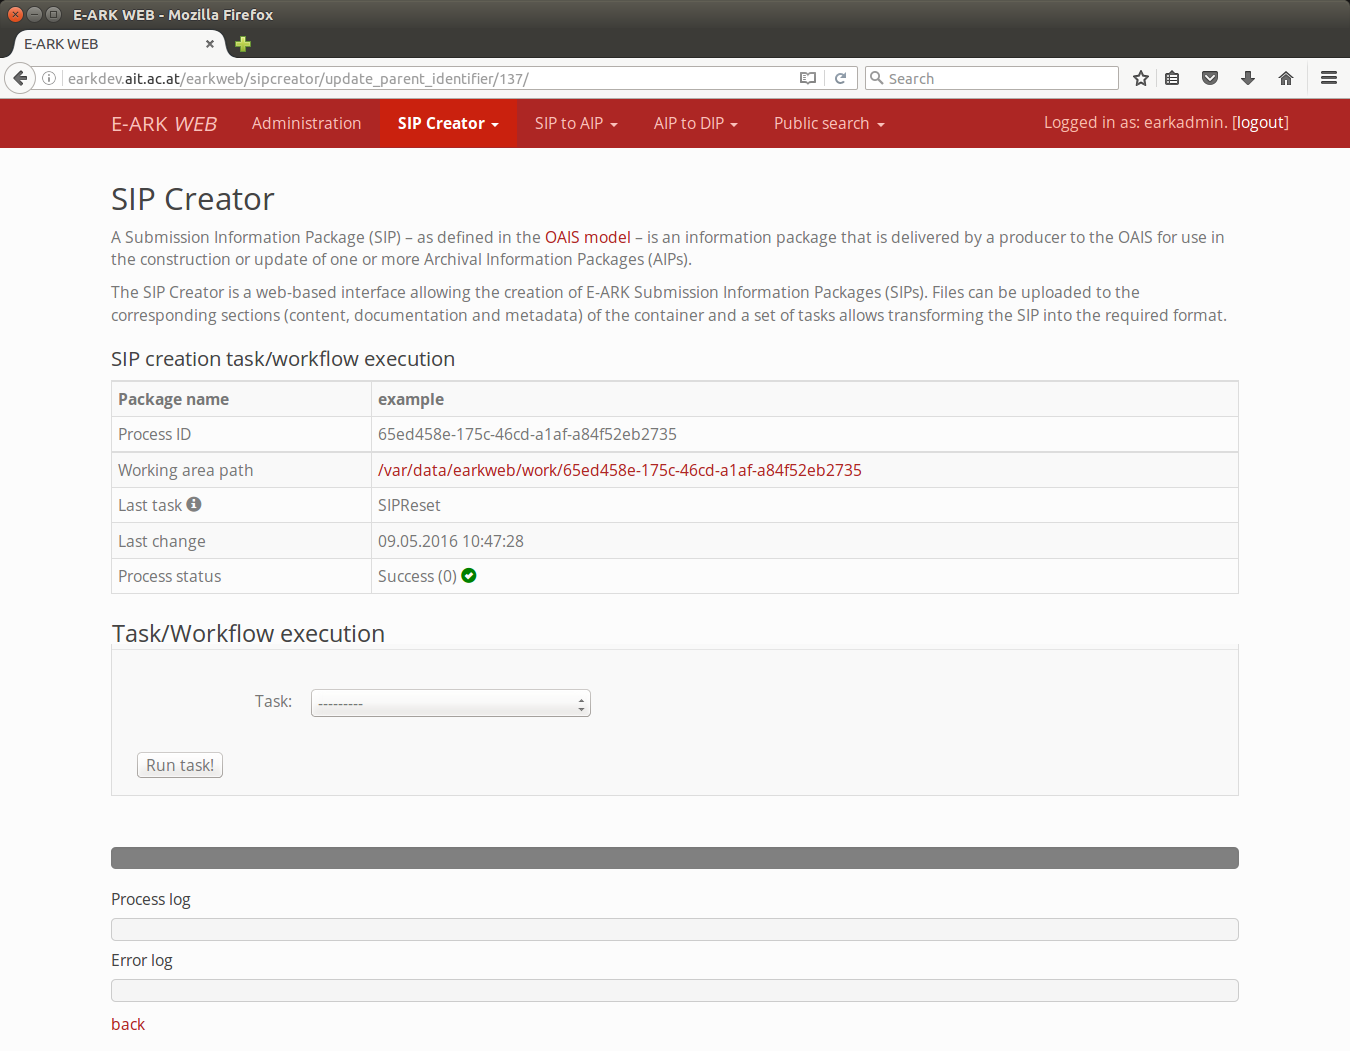 E-ARK WEB - Mozilla Firefox
E-ARK WEB
earkdev.ait.ac.at/earkweb/sipcreator/update_parent_identifier/137/
Search
E-ARK WEB Administration SIP Creator SIP to AIP AIP to DIP Public search Logged in as: earkadmin. [logout]
SIP Creator
A Submission Information Package (SIP) – as defined in the OAIS model – is an information package that is delivered by a producer to the OAIS for use in
the construction or update of one or more Archival Information Packages (AIPs).
The SIP Creator is a web-based interface allowing the creation of E-ARK Submission Information Packages (SIPs). Files can be uploaded to the
corresponding sections (content, documentation and metadata) of the container and a set of tasks allows transforming the SIP into the required format.
SIP creation task/workflow execution
Package name example
Process ID 65ed458e-175c-46cd-a1af-a84f52eb2735
Working area path /var/data/earkweb/work/65ed458e-175c-46cd-a1af-a84f52eb2735
Last task SIPReset
Last change 09.05.2016 10:47:28
Process status Success (0)
Task/Workflow execution
Task: ---------
Run task!
Process log
Error log
back